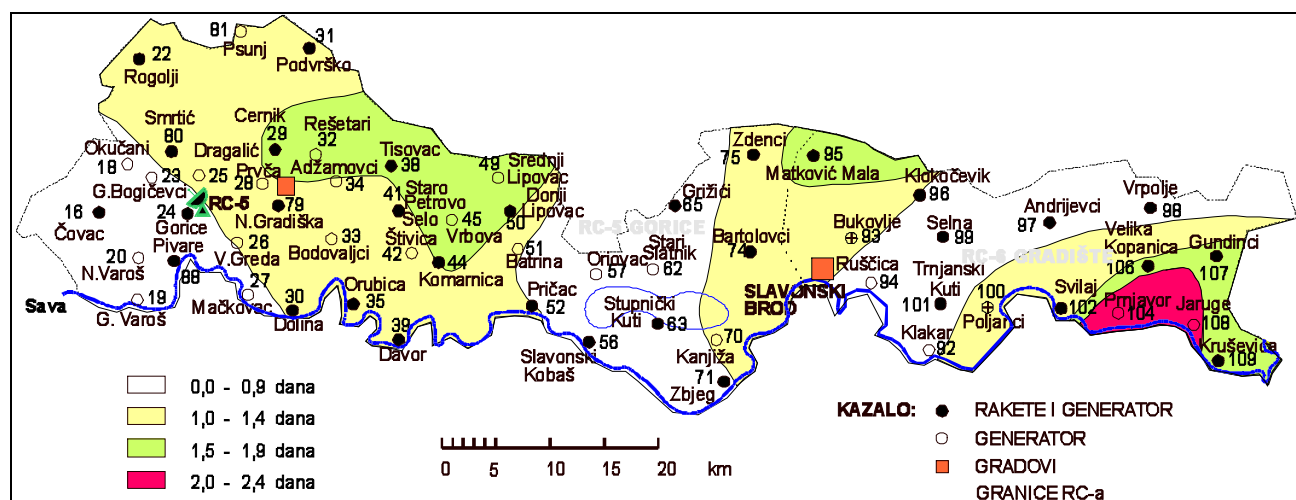 81
Psunj
31
Podvrško
22
Rogolji
Smrtić
80
Cernik
29
Rešetari
32
Okučani
18
Dragalić
25
Tisovac
38
Adžamovci
34
Prvča
28
23
G.Bogičevci
RC-5
79
N.Gradiška
41
Staro
Petrovo
Selo
45
Vrbova
49
Srednji
Lipovac
Donji
Lipovac
50
16
Čovac
24
Gorice
Pivare
88
26
V.Greda
33
Bodovaljci
Štivica
42
44
Komarnica
51
Batrina
20
N.Varoš
19
G. Varoš
Sava
27
Mačkovac
30
Dolina
Orubica
35
39
Davor
Pričac
52
RC-5 GORICE
Oriovac
57
Stari
Slatnik
62
Stupnički
Kuti
63
56
Slavonski
Kobaš
Grižići
65
Zdenci
75
95
Matković Mala
Klokočevik
96
Bartolovci
74
Bukovlje
93
SLAVONSKI
BROD
Ruščica
94
70
Kanjiža
71
Zbjeg
Selna
99
Trnjanski
Kuti
101
Klakar
92
RC-6 GRADIŠTE
Andrijevci
97
Vrpolje
98
Velika
Kopanica
106
Gundinci
107
100
Poljanci
Svilaj
102
Prnjavor
104
Jaruge
108
Kruševica
109
0,0 - 0,9 dana
1,0 - 1,4 dana
1,5 - 1,9 dana
2,0 - 2,4 dana
0 5 10 20 km
KAZALO:
RAKETE I GENERATOR
GENERATOR
GRADOVI
GRANICE RC-a